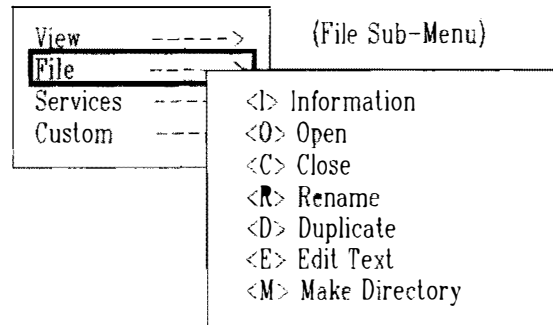 View -----> (File Sub-Menu)
File ----->
Services ---
Custom ---
<I> Information
<O> Open
<C> Close
<R> Rename
<D> Duplicate
<E> Edit Text
<M> Make Directory